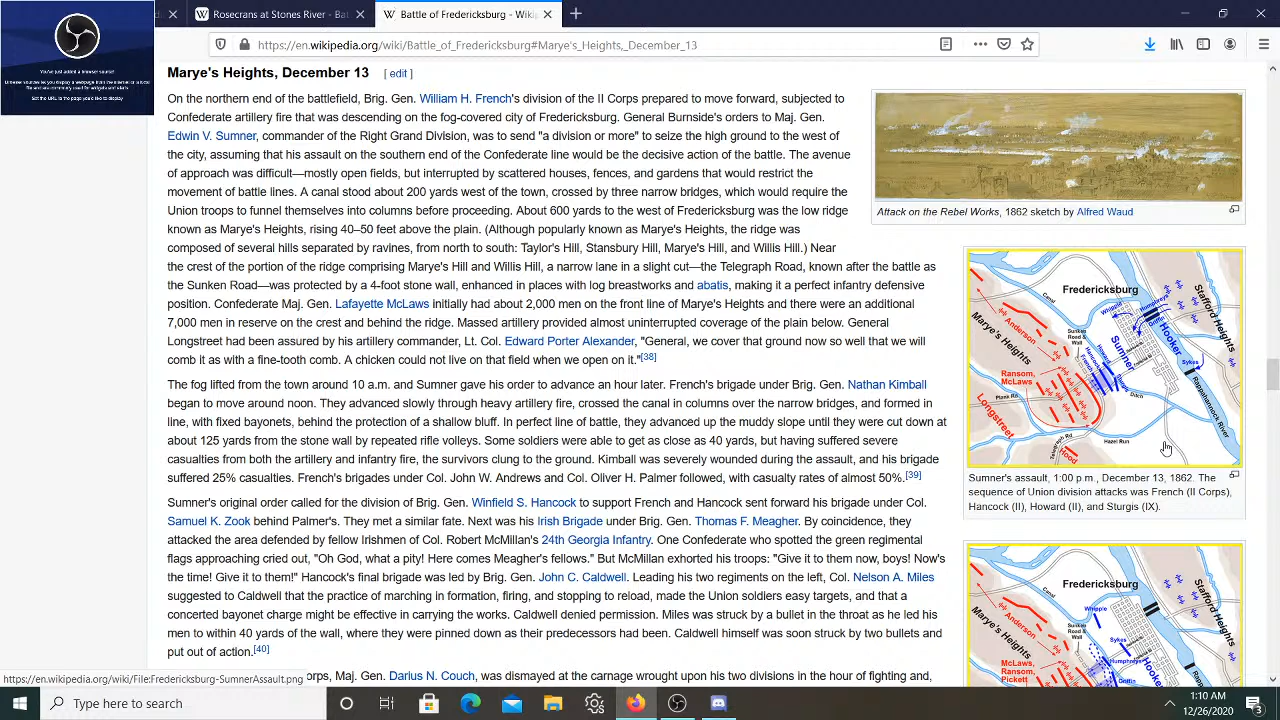 Rosecrans at Stones River - Bat
Battle of Fredericksburg - Wikip
https://en.wikipedia.org/wiki/Battle_of_Fredericksburg#Marye's_Heights,_December_13
You've just added a browser source!
Marye's Heights, December 13 [ edit ]
On the northern end of the battlefield, Brig. Gen. William H. French's division of the II Corps prepared to move forward, subjected to
Confederate artillery fire that was descending on the fog-covered city of Fredericksburg. General Burnside's orders to Maj. Gen.
Edwin V. Sumner, commander of the Right Grand Division, was to send "a division or more" to seize the high ground to the west of
the city, assuming that his assault on the southern end of the Confederate line would be the decisive action of the battle. The avenue
of approach was difficult—mostly open fields, but interrupted by scattered houses, fences, and gardens that would restrict the
movement of battle lines. A canal stood about 200 yards west of the town, crossed by three narrow bridges, which would require the
Union troops to funnel themselves into columns before proceeding. About 600 yards to the west of Fredericksburg was the low ridge
known as Marye's Heights, rising 40–50 feet above the plain. (Although popularly known as Marye's Heights, the ridge was
composed of several hills separated by ravines, from north to south: Taylor's Hill, Stansbury Hill, Marye's Hill, and Willis Hill.) Near
the crest of the portion of the ridge comprising Marye's Hill and Willis Hill, a narrow lane in a slight cut—the Telegraph Road, known after the battle as
the Sunken Road—was protected by a 4-foot stone wall, enhanced in places with log breastworks and abatis, making it a perfect infantry defensive
position. Confederate Maj. Gen. Lafayette McLaws initially had about 2,000 men on the front line of Marye's Heights and there were an additional
7,000 men in reserve on the crest and behind the ridge. Massed artillery provided almost uninterrupted coverage of the plain below. General
Longstreet had been assured by his artillery commander, Lt. Col. Edward Porter Alexander, "General, we cover that ground now so well that we will
comb it as with a fine-tooth comb. A chicken could not live on that field when we open on it."[38]
The fog lifted from the town around 10 a.m. and Sumner gave his order to advance an hour later. French's brigade under Brig. Gen. Nathan Kimball
began to move around noon. They advanced slowly through heavy artillery fire, crossed the canal in columns over the narrow bridges, and formed in
line, with fixed bayonets, behind the protection of a shallow bluff. In perfect line of battle, they advanced up the muddy slope until they were cut down at
about 125 yards from the stone wall by repeated rifle volleys. Some soldiers were able to get as close as 40 yards, but having suffered severe
casualties from both the artillery and infantry fire, the survivors clung to the ground. Kimball was severely wounded during the assault, and his brigade
suffered 25% casualties. French's brigades under Col. John W. Andrews and Col. Oliver H. Palmer followed, with casualty rates of almost 50%.[39]
Sumner's original order called for the division of Brig. Gen. Winfield S. Hancock to support French and Hancock sent forward his brigade under Col.
Samuel K. Zook behind Palmer's. They met a similar fate. Next was his Irish Brigade under Brig. Gen. Thomas F. Meagher. By coincidence, they
attacked the area defended by fellow Irishmen of Col. Robert McMillan's 24th Georgia Infantry. One Confederate who spotted the green regimental
flags approaching cried out, "Oh God, what a pity! Here comes Meagher's fellows." But McMillan exhorted his troops: "Give it to them now, boys! Now's
the time! Give it to them!" Hancock's final brigade was led by Brig. Gen. John C. Caldwell. Leading his two regiments on the left, Col. Nelson A. Miles
suggested to Caldwell that the practice of marching in formation, firing, and stopping to reload, made the Union soldiers easy targets, and that a
concerted bayonet charge might be effective in carrying the works. Caldwell denied permission. Miles was struck by a bullet in the throat as he led his
men to within 40 yards of the wall, where they were pinned down as their predecessors had been. Caldwell himself was soon struck by two bullets and
put out of action.[40]
Maj. Gen. Darius N. Couch, was dismayed at the carnage wrought upon his two divisions in the hour of fighting and,
https://en.wikipedia.org/wiki/File:Fredericksburg-SumnerAssault.png
Attack on the Rebel Works, 1862 sketch by Alfred Waud
Fredericksburg
Stafford Heights
Canal
Marye's Heights
Anderson
Sunken Road & Wall
Hooker
Sumner
Sykes
Ransom, McLaws
Plank Rd
Ditch
Longstreet
Rappahannock River
Hazel Run
Hood
Sumner's assault, 1:00 p.m., December 13, 1862. The
sequence of Union division attacks was French (II Corps),
Hancock (II), Howard (II), and Sturgis (IX).
Fredericksburg
Stafford Heights
Canal
Whipple
Marye's Heights
Anderson
Sunken Road & Wall
Sykes
Humphreys
Hooker
McLaws, Ransom, Pickett
Griffin
Type here to search
1:10 AM
12/26/2020
3